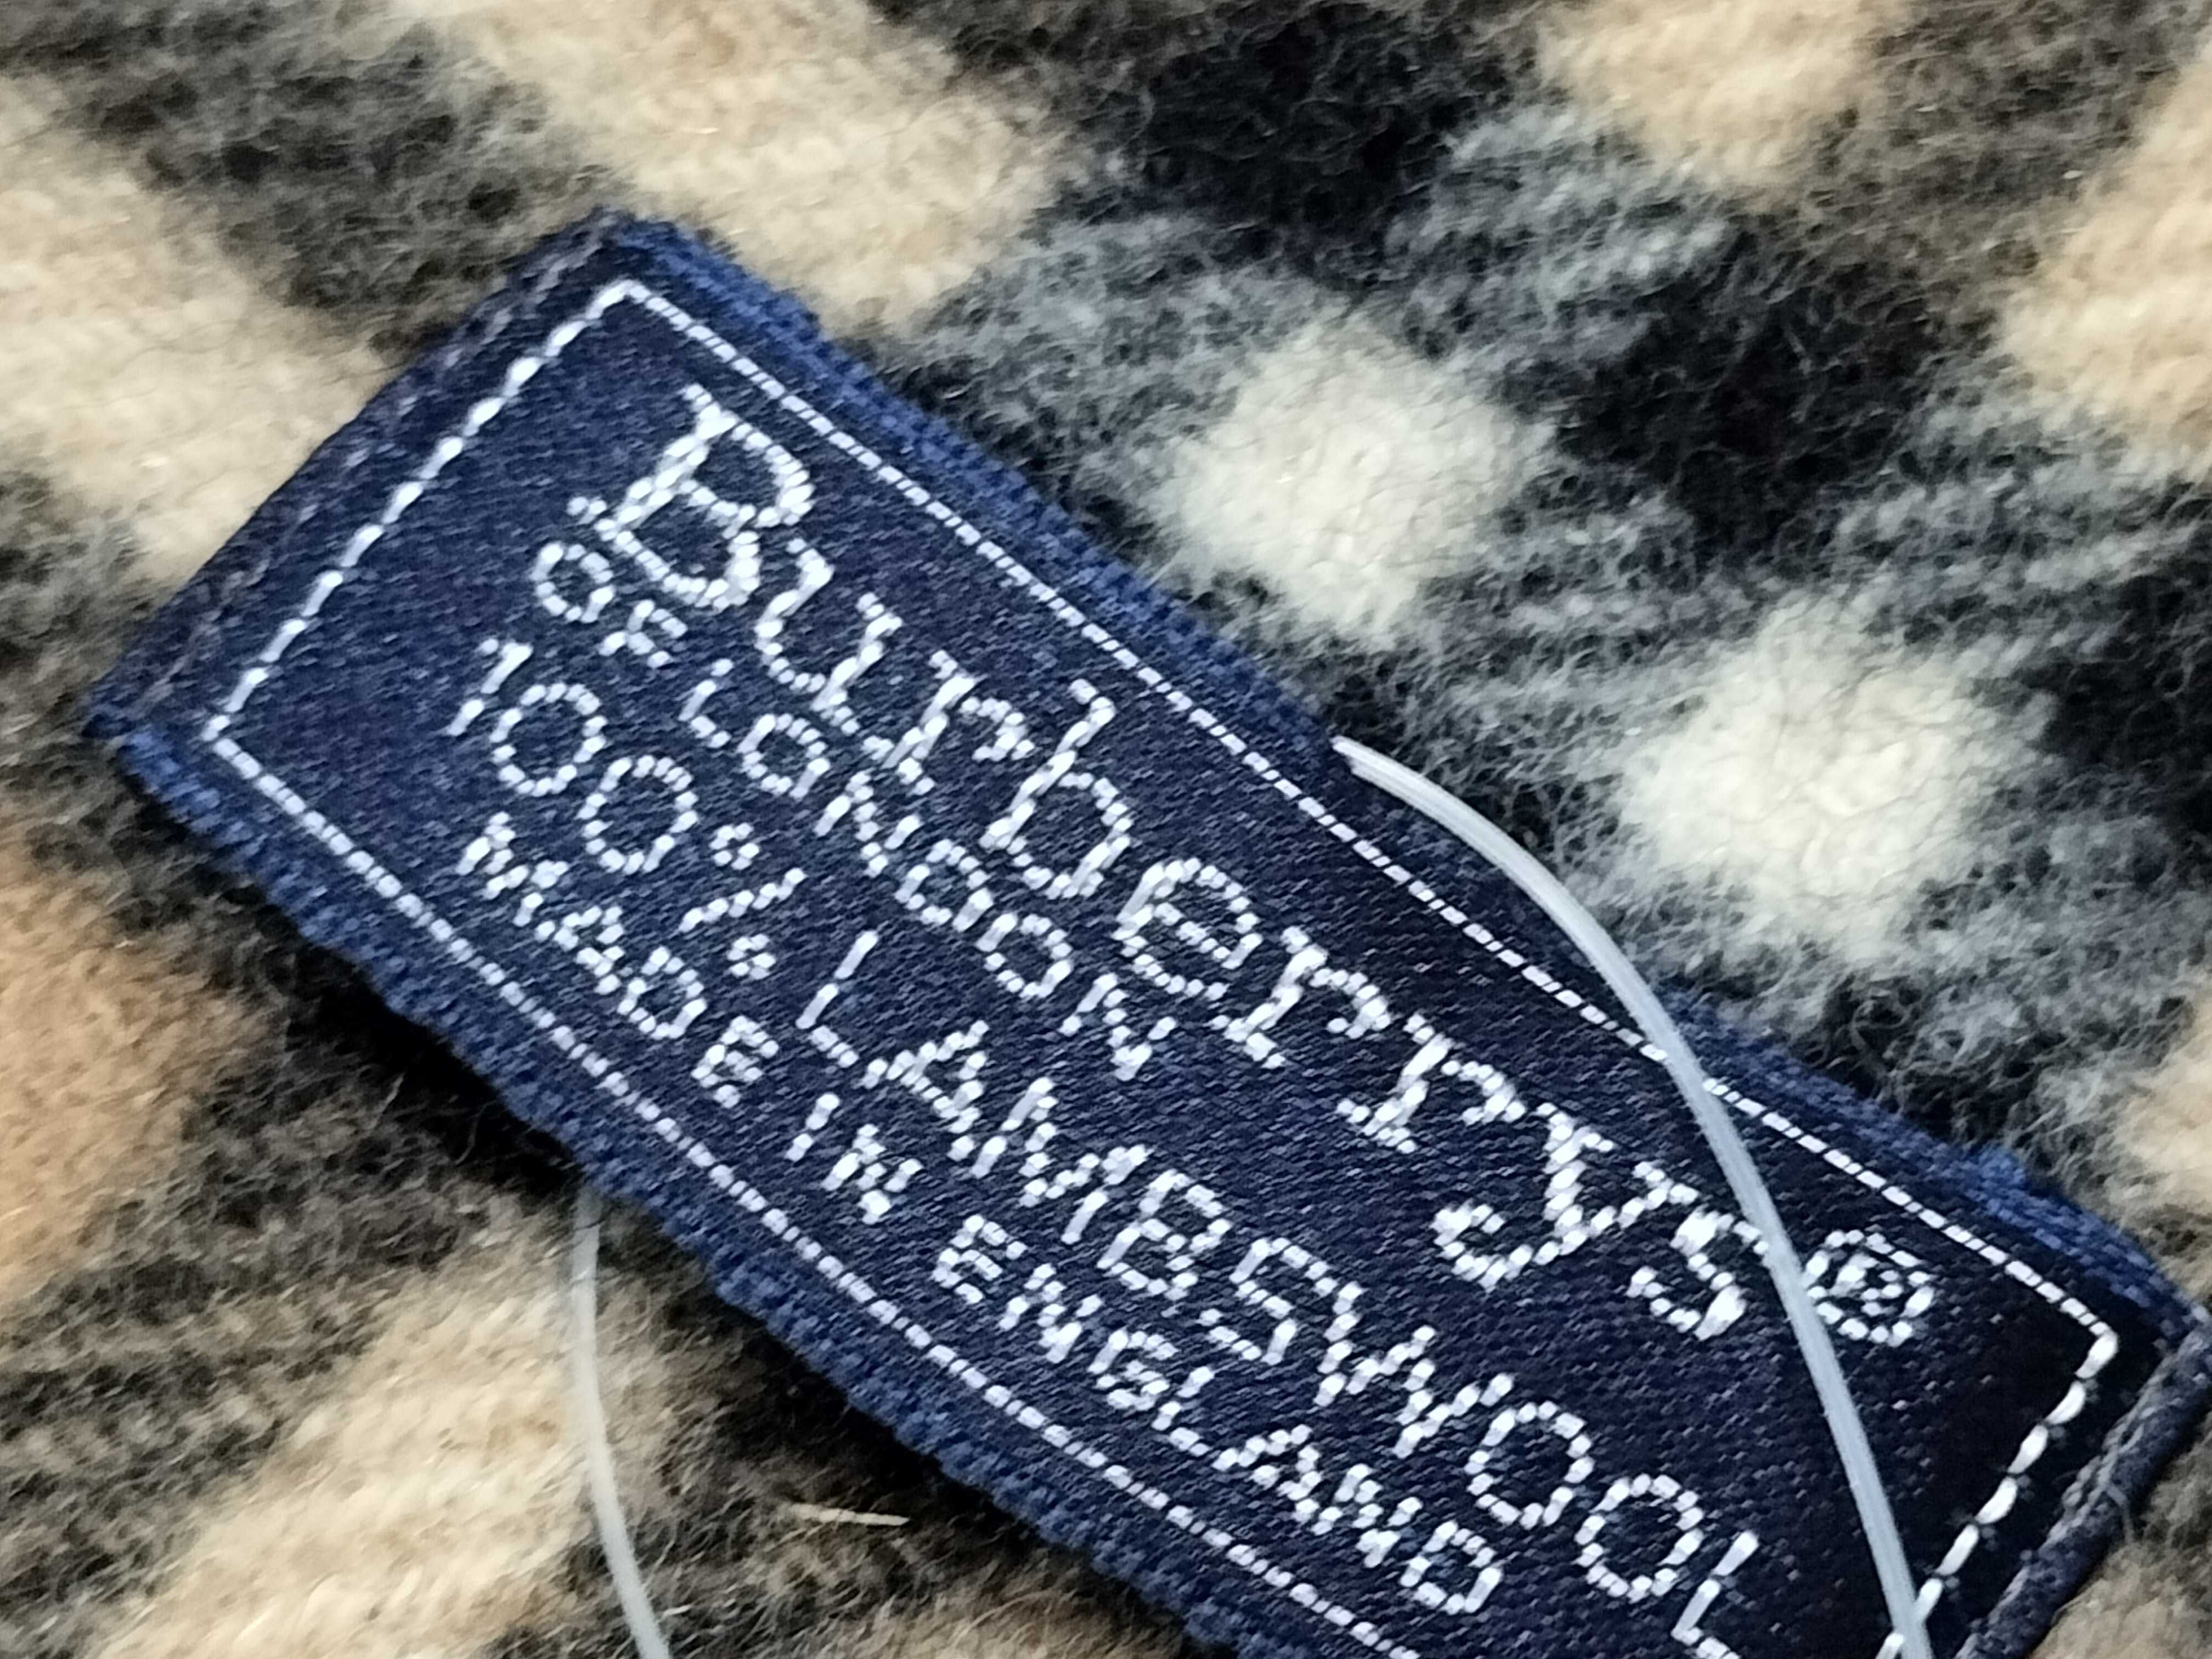 Burberrys®
OF LONDON
100% LAMBSWOOL
MADE IN ENGLAND